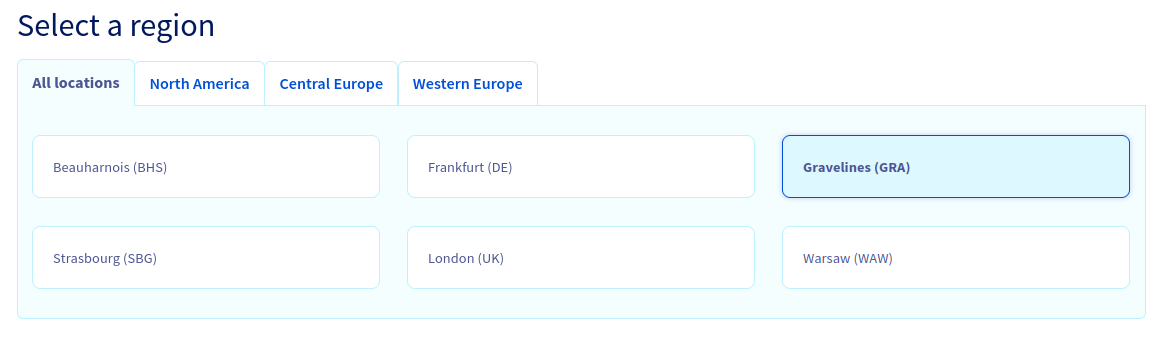 Select a region
All locations
North America
Central Europe
Western Europe
Beauharnois (BHS)
Frankfurt (DE)
Gravelines (GRA)
Strasbourg (SBG)
London (UK)
Warsaw (WAW)